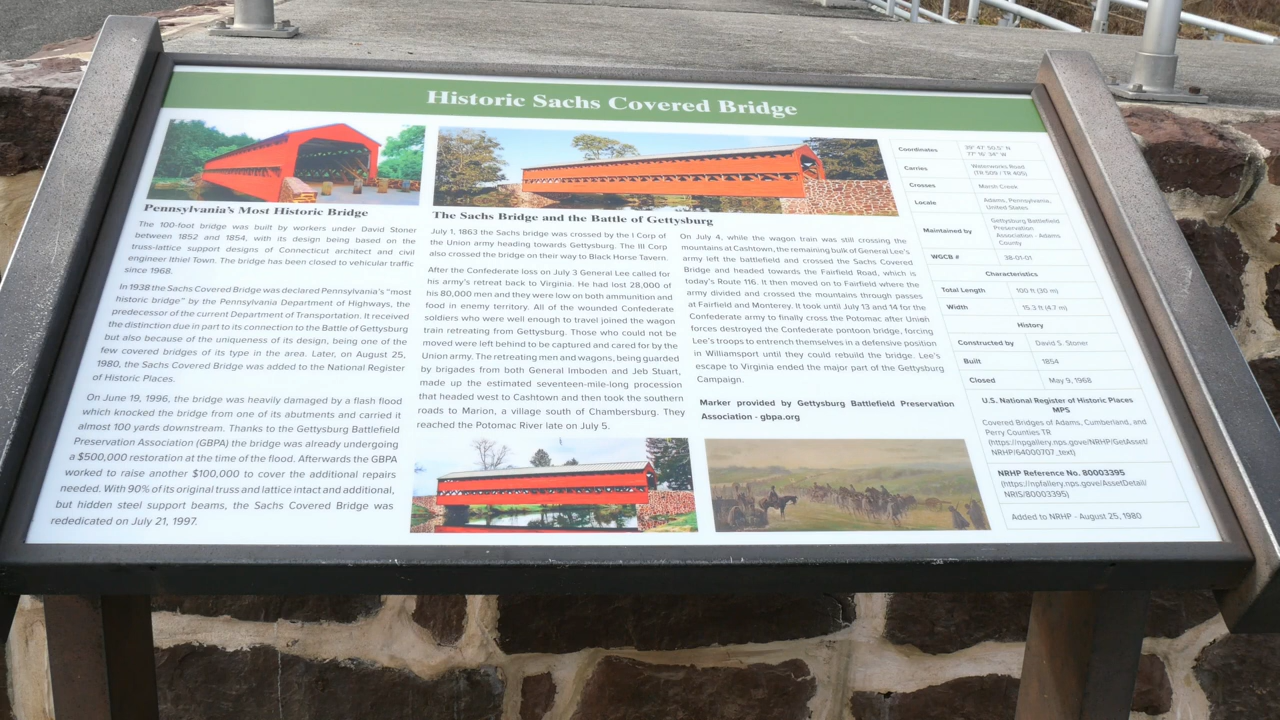 Historic Sachs Covered Bridge
Pennsylvania's Most Historic Bridge
The 100-foot bridge was built by workers under David Stoner
between 1852 and 1854, with its design being based on the
truss-lattice support designs of Connecticut architect and civil
engineer Ithiel Town. The bridge has been closed to vehicular traffic
since 1968.
In 1938 the Sachs Covered Bridge was declared Pennsylvania's "most
historic bridge" by the Pennsylvania Department of Highways, the
predecessor of the current Department of Transportation. It received
the distinction due in part to its connection to the Battle of Gettysburg
but also because of the uniqueness of its design, being one of the
few covered bridges of its type in the area. Later, on August 25,
1980, the Sachs Covered Bridge was added to the National Register
of Historic Places.
On June 19, 1996, the bridge was heavily damaged by a flash flood
which knocked the bridge from one of its abutments and carried it
almost 100 yards downstream. Thanks to the Gettysburg Battlefield
Preservation Association (GBPA) the bridge was already undergoing
a $500,000 restoration at the time of the flood. Afterwards the GBPA
worked to raise another $100,000 to cover the additional repairs
needed. With 90% of its original truss and lattice intact and additional,
but hidden steel support beams, the Sachs Covered Bridge was
rededicated on July 21, 1997.
The Sachs Bridge and the Battle of Gettysburg
July 1, 1863 the Sachs bridge was crossed by the I Corp of
the Union army heading towards Gettysburg. The III Corp
also crossed the bridge on their way to Black Horse Tavern.
After the Confederate loss on July 3 General Lee called for
his army's retreat back to Virginia. He had lost 28,000 of
his 80,000 men and they were low on both ammunition and
food in enemy territory. All of the wounded Confederate
soldiers who were well enough to travel joined the wagon
train retreating from Gettysburg. Those who could not be
moved were left behind to be captured and cared for by the
Union army. The retreating men and wagons, being guarded
by brigades from both General Imboden and Jeb Stuart,
made up the estimated seventeen-mile-long procession
that headed west to Cashtown and then took the southern
roads to Marion, a village south of Chambersburg. They
reached the Potomac River late on July 5.
On July 4, while the wagon train was still crossing the
mountains at Cashtown, the remaining bulk of General Lee's
army left the battlefield and crossed the Sachs Covered
Bridge and headed towards the Fairfield Road, which is
today's Route 116. It then moved on to Fairfield where the
army divided and crossed the mountains through passes
at Fairfield and Monterey. It took until July 13 and 14 for the
Confederate army to finally cross the Potomac after Union
forces destroyed the Confederate pontoon bridge, forcing
Lee's troops to entrench themselves in a defensive position
in Williamsport until they could rebuild the bridge. Lee's
escape to Virginia ended the major part of the Gettysburg
Campaign.
Marker provided by Gettysburg Battlefield Preservation
Association - gbpa.org
Coordinates 39° 47' 50.5" N
77° 16' 34" W
Carries Waterworks Road
(TR 509 / TR 405)
Crosses Marsh Creek
Locale Adams, Pennsylvania,
United States
Maintained by Gettysburg Battlefield
Preservation
Association - Adams
County
WGCB # 38-01-01
Characteristics
Total Length 100 ft (30 m)
Width 15.3 ft (4.7 m)
History
Constructed by David S. Stoner
Built 1854
Closed May 9, 1968
U.S. National Register of Historic Places
MPS
Covered Bridges of Adams, Cumberland, and
Perry Counties TR
(https://npgallery.nps.gove/NRHP/GetAsset/
NRHP/64000707_text)
NRHP Reference No. 80003395
(https://npfallery.nps.gove/AssetDetail/
NRIS/80003395)
Added to NRHP - August 25, 1980